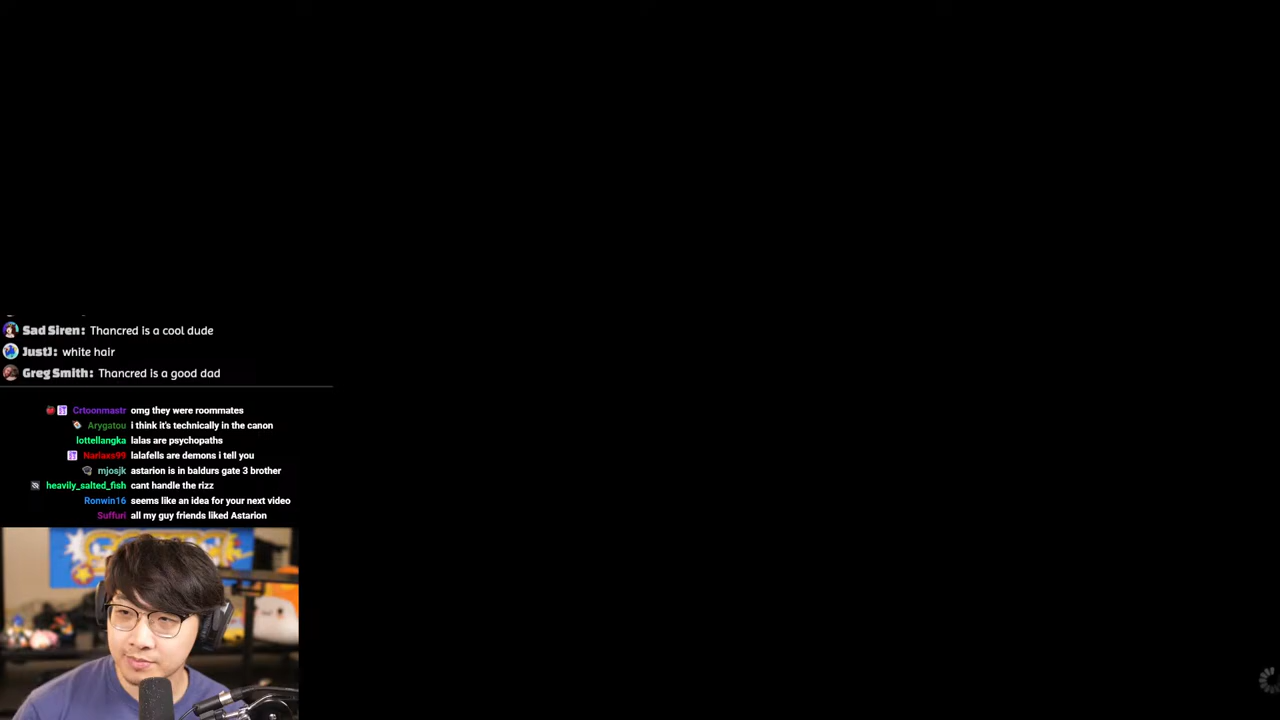 Sad Siren: Thancred is a cool dude
JustJ: white hair
Greg Smith: Thancred is a good dad
Crtoonmastr omg they were roommates
Arygatou i think it's technically in the canon
lottellangka lalas are psychopaths
Narlaxs99 lalafells are demons i tell you
mjosjk astarion is in baldurs gate 3 brother
heavily_salted_fish cant handle the rizz
Ronwin16 seems like an idea for your next video
Suffuri all my guy friends liked Astarion